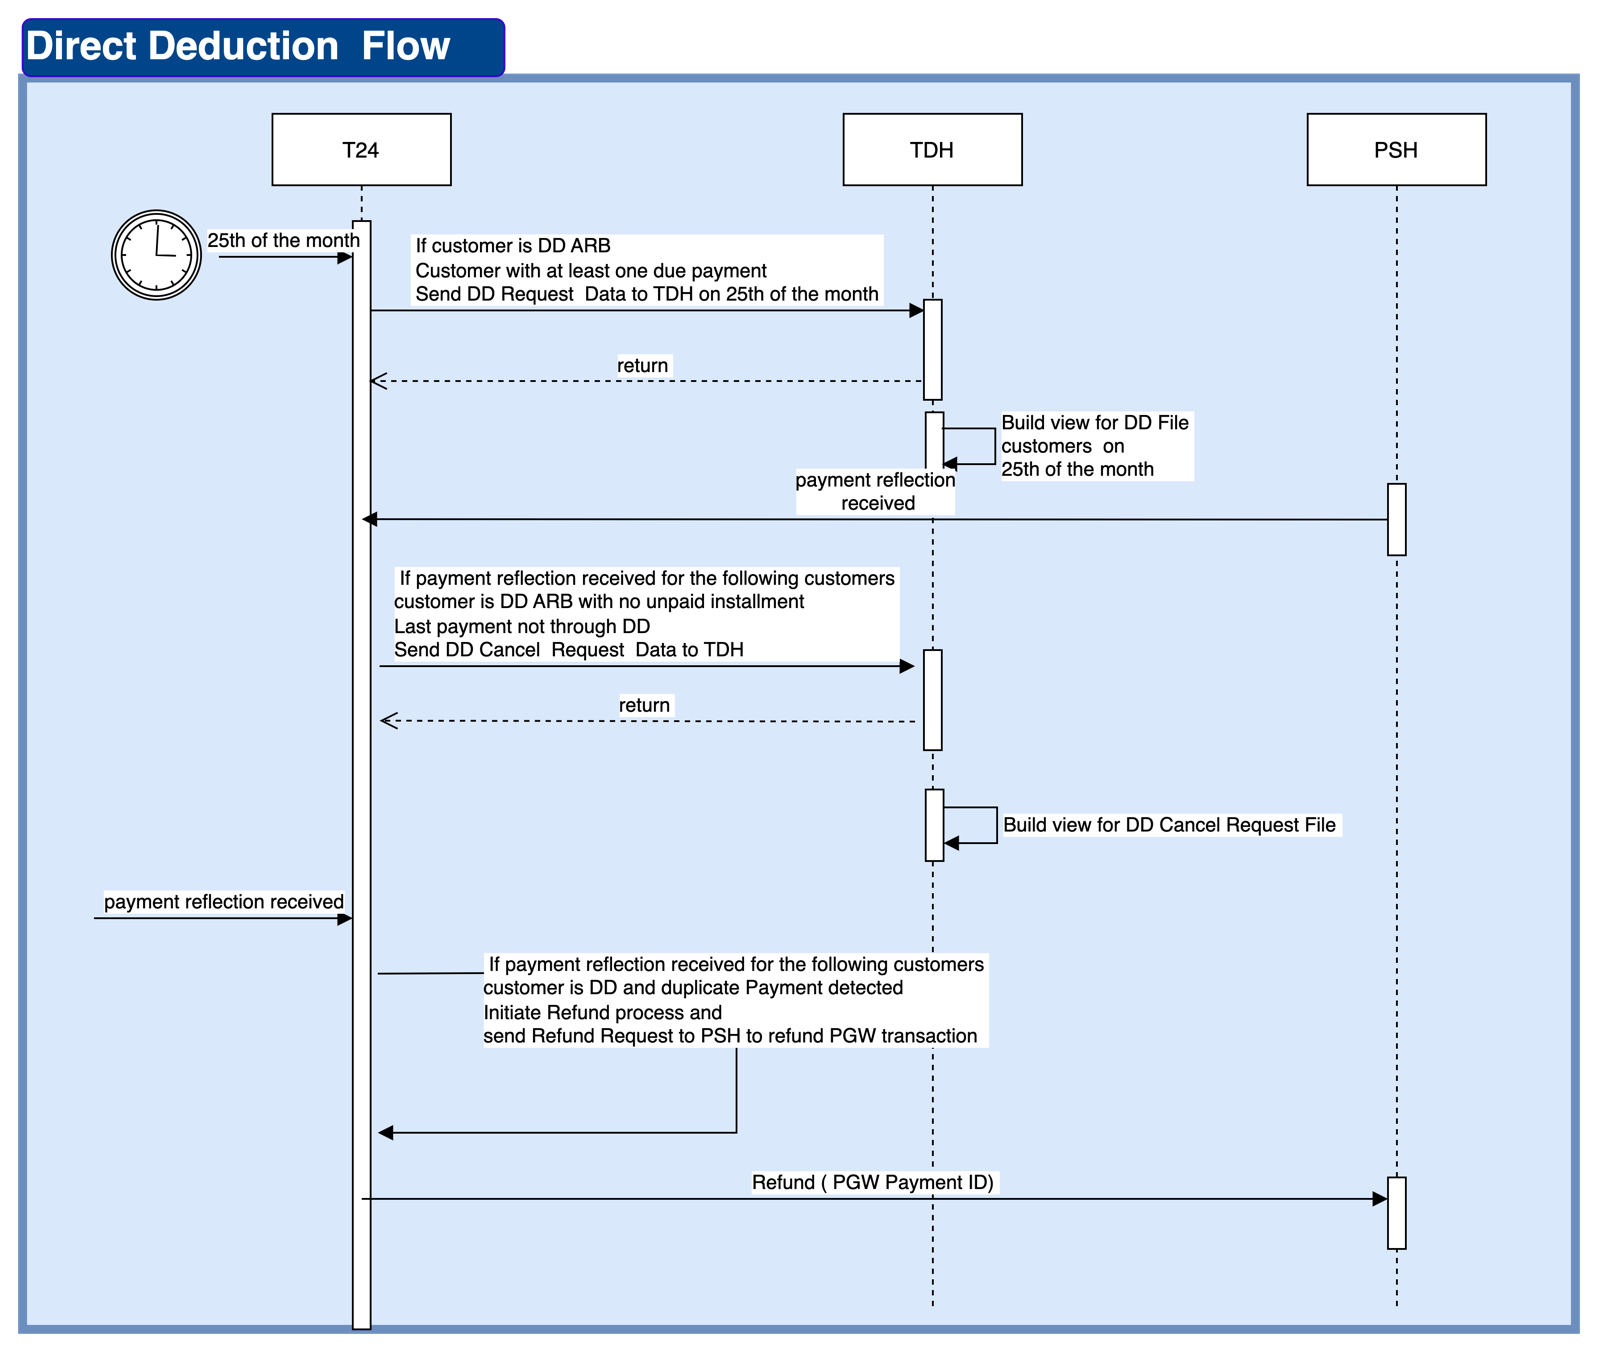 Direct Deduction  Flow
T24
TDH
PSH
25th of the month
If customer is DD ARB
Customer with at least one due payment
Send DD Request  Data to TDH on 25th of the month
return
Build view for DD File
customers  on
25th of the month
payment reflection
received
If payment reflection received for the following customers
customer is DD ARB with no unpaid installment
Last payment not through DD
Send DD Cancel  Request  Data to TDH
return
Build view for DD Cancel Request File
payment reflection received
If payment reflection received for the following customers
customer is DD and duplicate Payment detected
Initiate Refund process and
send Refund Request to PSH to refund PGW transaction
Refund ( PGW Payment ID)